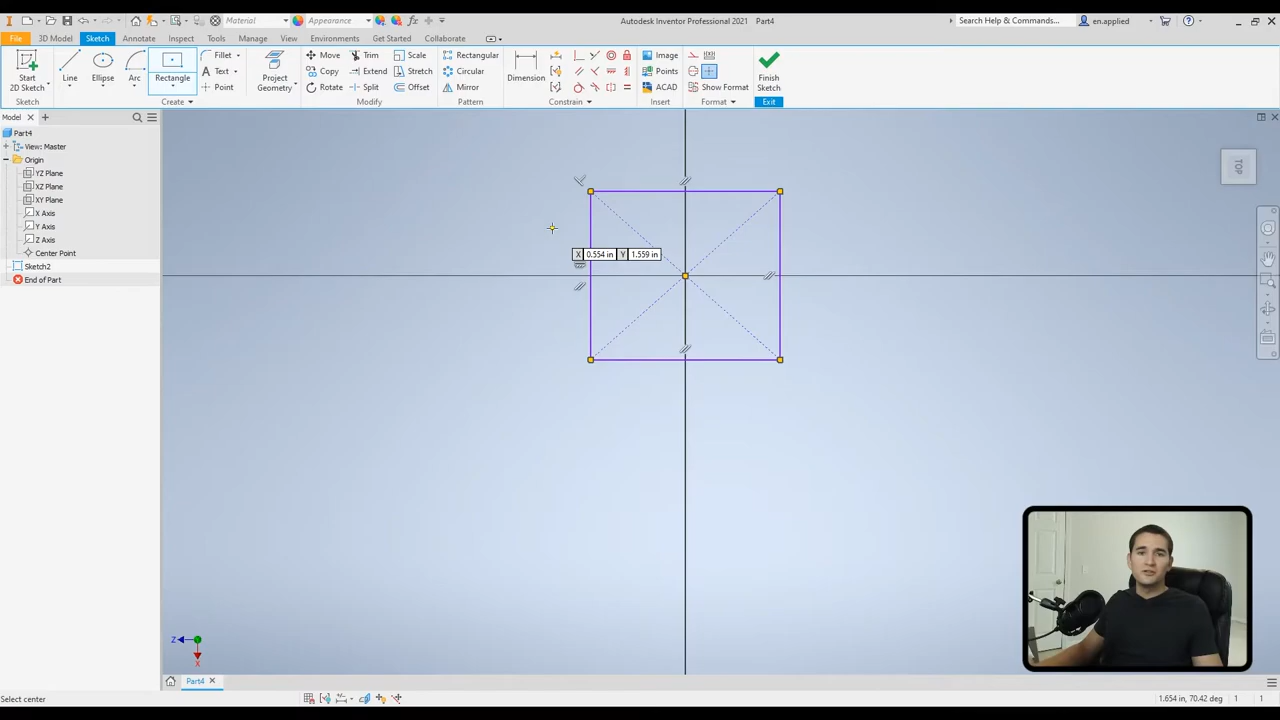 Material
Appearance
Autodesk Inventor Professional 2021 Part4
Search Help & Commands...
en.applied
File 3D Model Sketch Annotate Inspect Tools Manage View Environments Get Started Collaborate
Start
2D Sketch
Line
Ellipse
Arc
Rectangle
Fillet
Text
Point
Project
Geometry
Move
Copy
Rotate
Trim
Extend
Split
Scale
Stretch
Offset
Rectangular
Circular
Mirror
Dimension
Image
Points
ACAD
Show Format
Finish
Sketch
Sketch
Create
Modify
Pattern
Constrain
Insert
Format
Exit
Model
Part4
View: Master
Origin
YZ Plane
XZ Plane
XY Plane
X Axis
Y Axis
Z Axis
Center Point
Sketch2
End of Part
TOP
X 0.554 in Y 1.559 in
Z
X
Part4
Select center
1.654 in, 70.42 deg 1 1